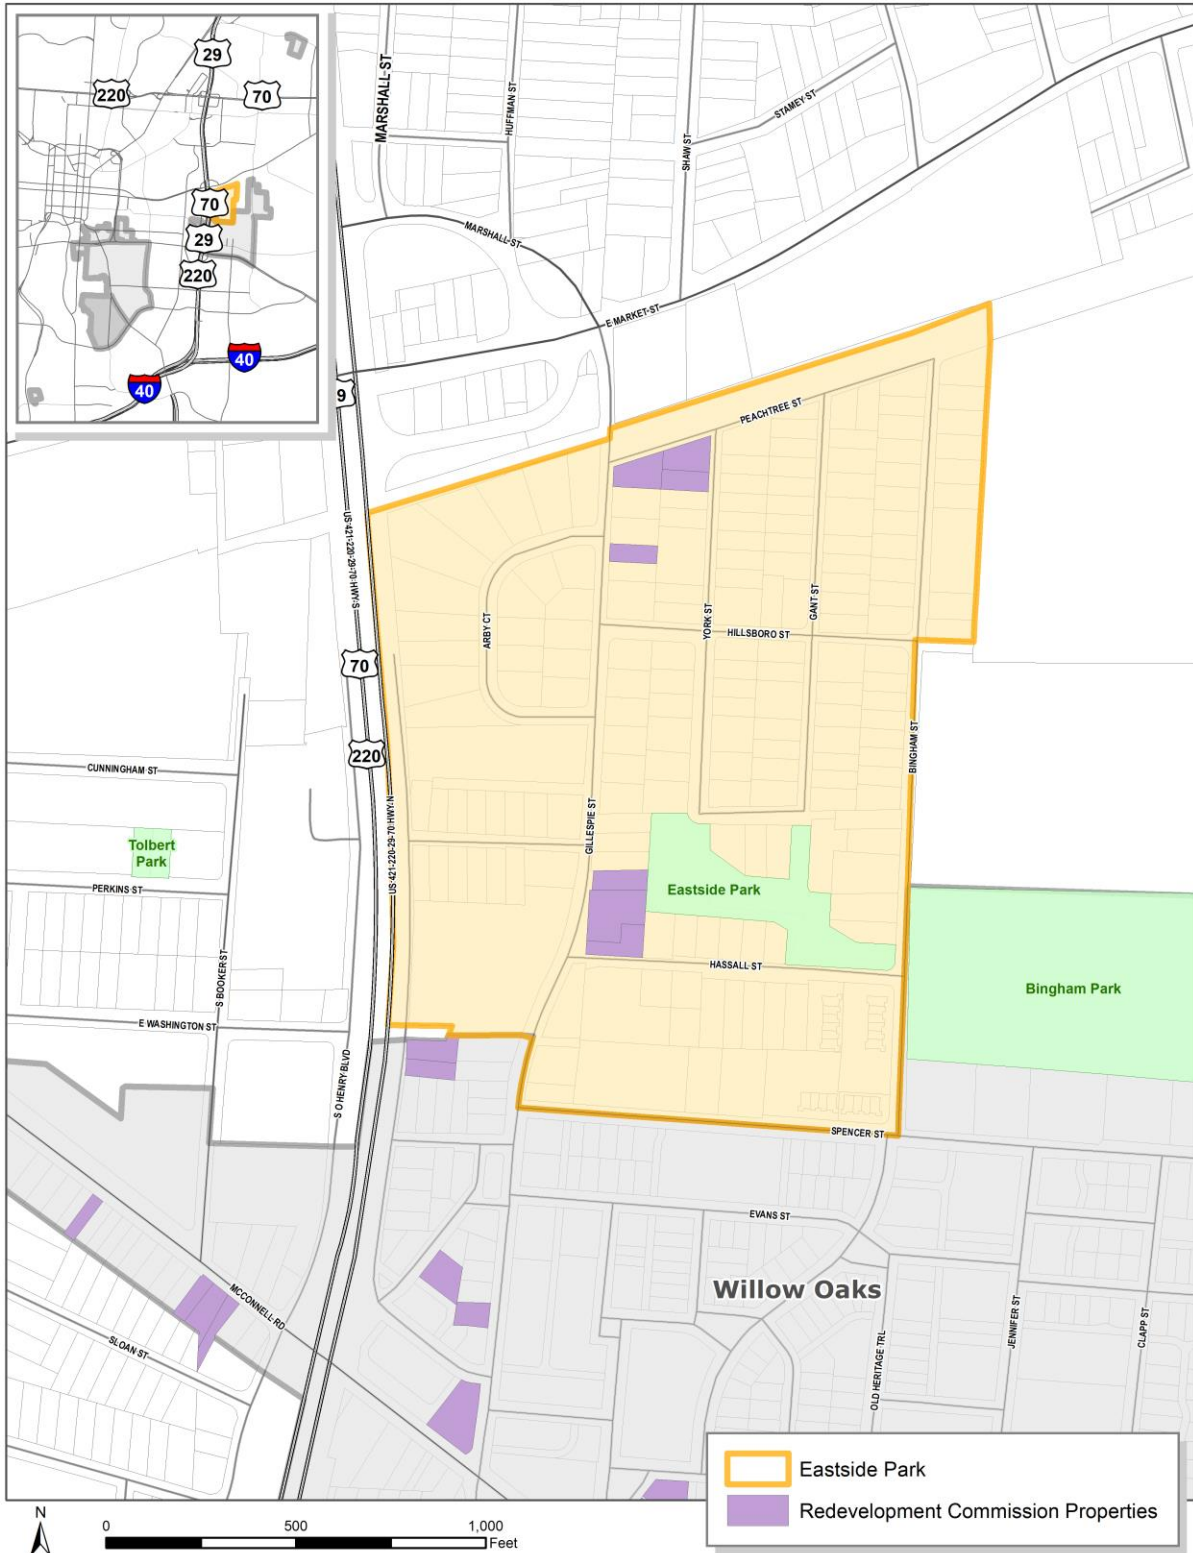 29
220
70
70
29
220
40
40
MARSHALL ST
HUFFMAN ST
STAMEY ST
SHAW ST
MARSHALL ST
E MARKET ST
9
PEACHTREE ST
US-421-220-29-70 HWY S
ARBY CT
YORK ST
GANT ST
HILLSBORO ST
70
220
BINGHAM ST
CUNNINGHAM ST
US-421-220-29-70 HWY N
GILLESPIE ST
Tolbert
Park
PERKINS ST
Eastside Park
S BOOKER ST
HASSALL ST
Bingham Park
E WASHINGTON ST
S O HENRY BLVD
SPENCER ST
EVANS ST
Willow Oaks
MCCONNELL RD
SLOAN ST
OLD HERITAGE TRL
JENNIFER ST
CLAPP ST
Eastside Park
Redevelopment Commission Properties
N
0 500 1,000
Feet